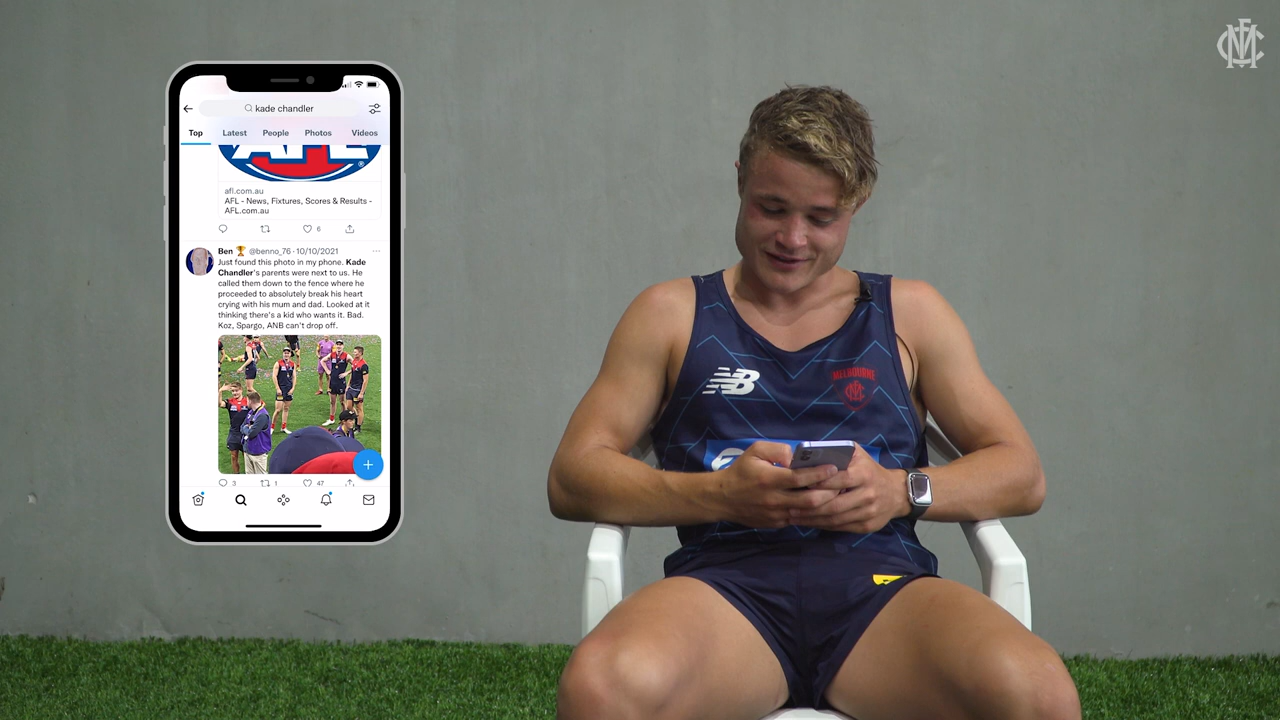 kade chandler
Top Latest People Photos Videos
AFL
afl.com.au
AFL - News, Fixtures, Scores & Results -
AFL.com.au
6
Ben 🏆 @benno_76 · 10/10/2021
Just found this photo in my phone. Kade
Chandler's parents were next to us. He
called them down to the fence where he
proceeded to absolutely break his heart
crying with his mum and dad. Looked at it
thinking there's a kid who wants it. Bad.
Koz, Spargo, ANB can't drop off.
3 1 47
NB
MELBOURNE